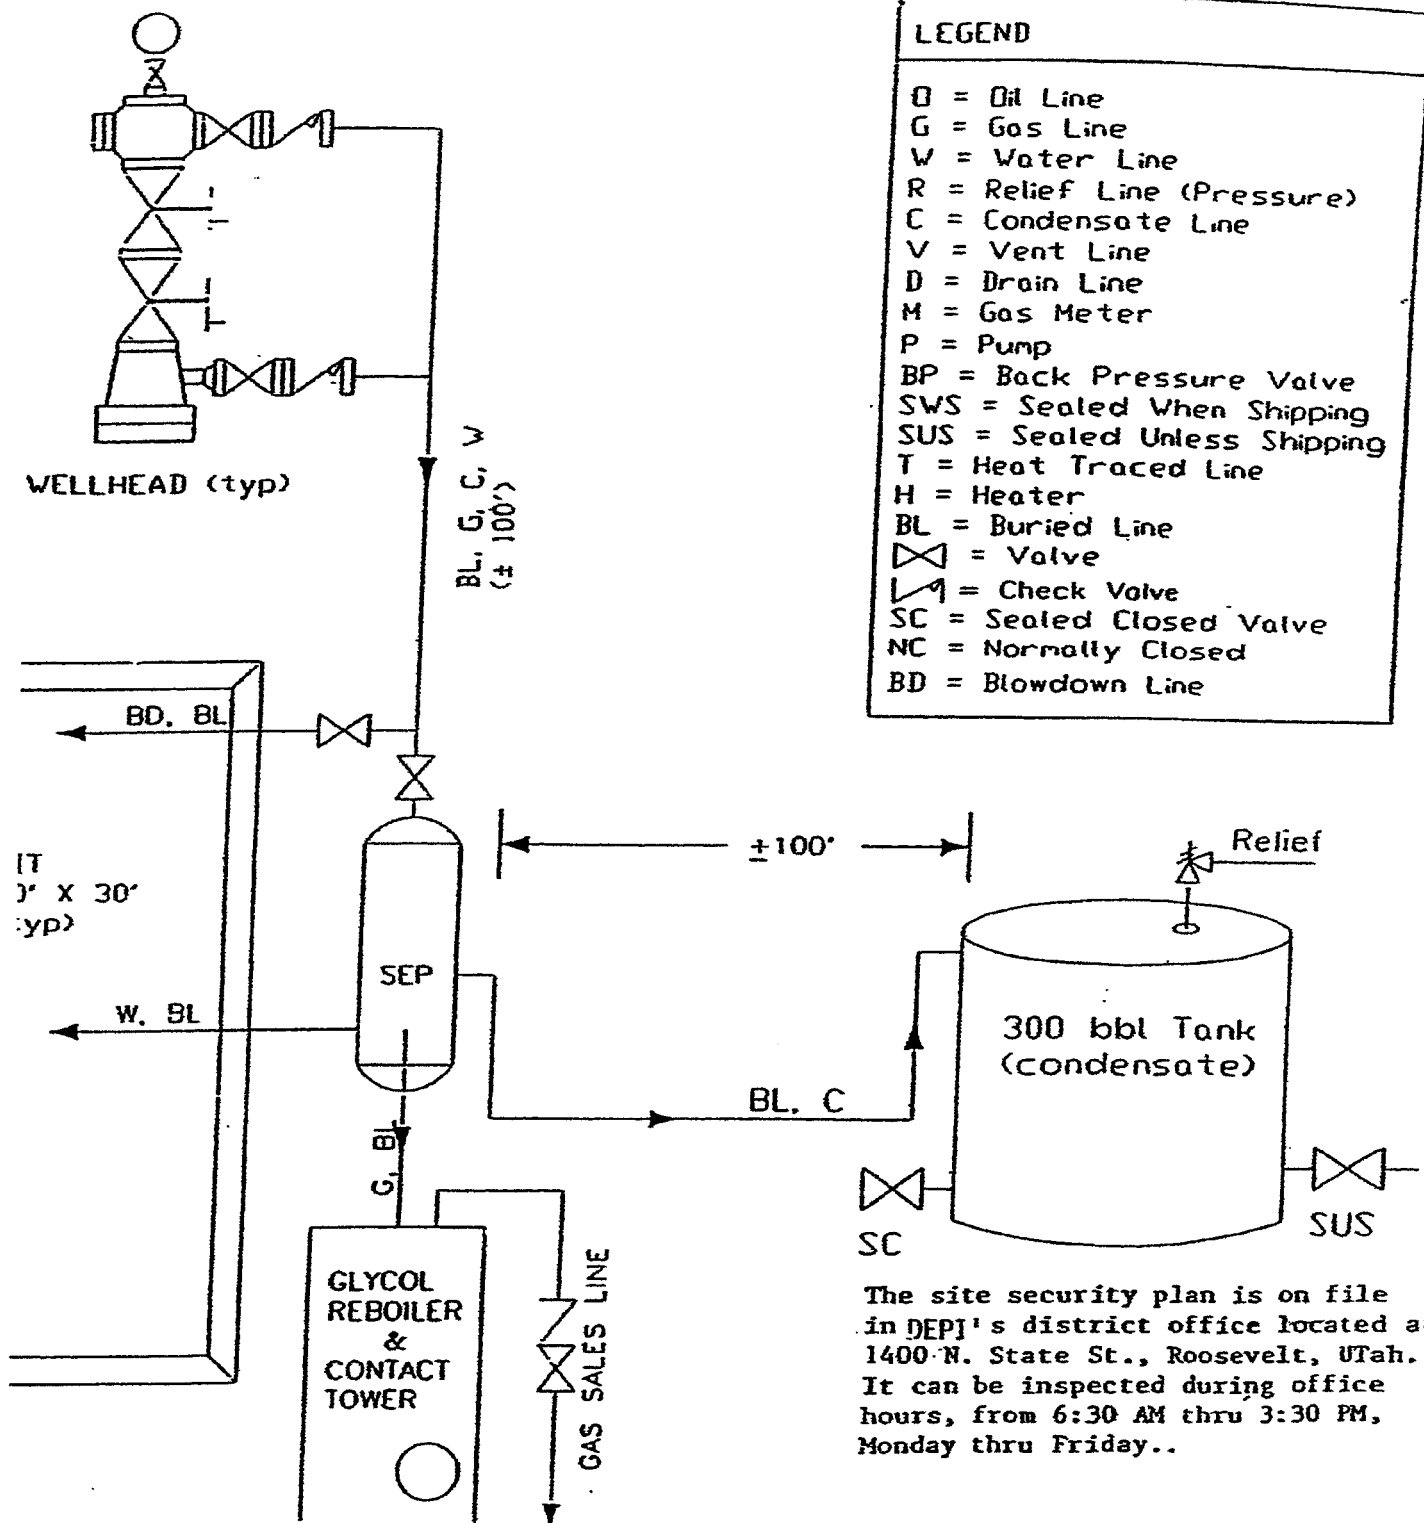 LEGEND
O = Oil Line
G = Gas Line
W = Water Line
R = Relief Line (Pressure)
C = Condensate Line
V = Vent Line
D = Drain Line
M = Gas Meter
P = Pump
BP = Back Pressure Valve
SWS = Sealed When Shipping
SUS = Sealed Unless Shipping
T = Heat Traced Line
H = Heater
BL = Buried Line
= Valve
= Check Valve
SC = Sealed Closed Valve
NC = Normally Closed
BD = Blowdown Line
WELLHEAD (typ)
BL, G, C, W
(± 100')
BD, BL
±100'
Relief
IT
)' X 30'
yp)
SEP
W, BL
300 bbl Tank
(condensate)
BL, C
G, BL
SC
SUS
GLYCOL
REBOILER
&
CONTACT
TOWER
GAS SALES LINE
The site security plan is on file
in DEPI's district office located a
1400 N. State St., Roosevelt, UTah.
It can be inspected during office
hours, from 6:30 AM thru 3:30 PM,
Monday thru Friday..